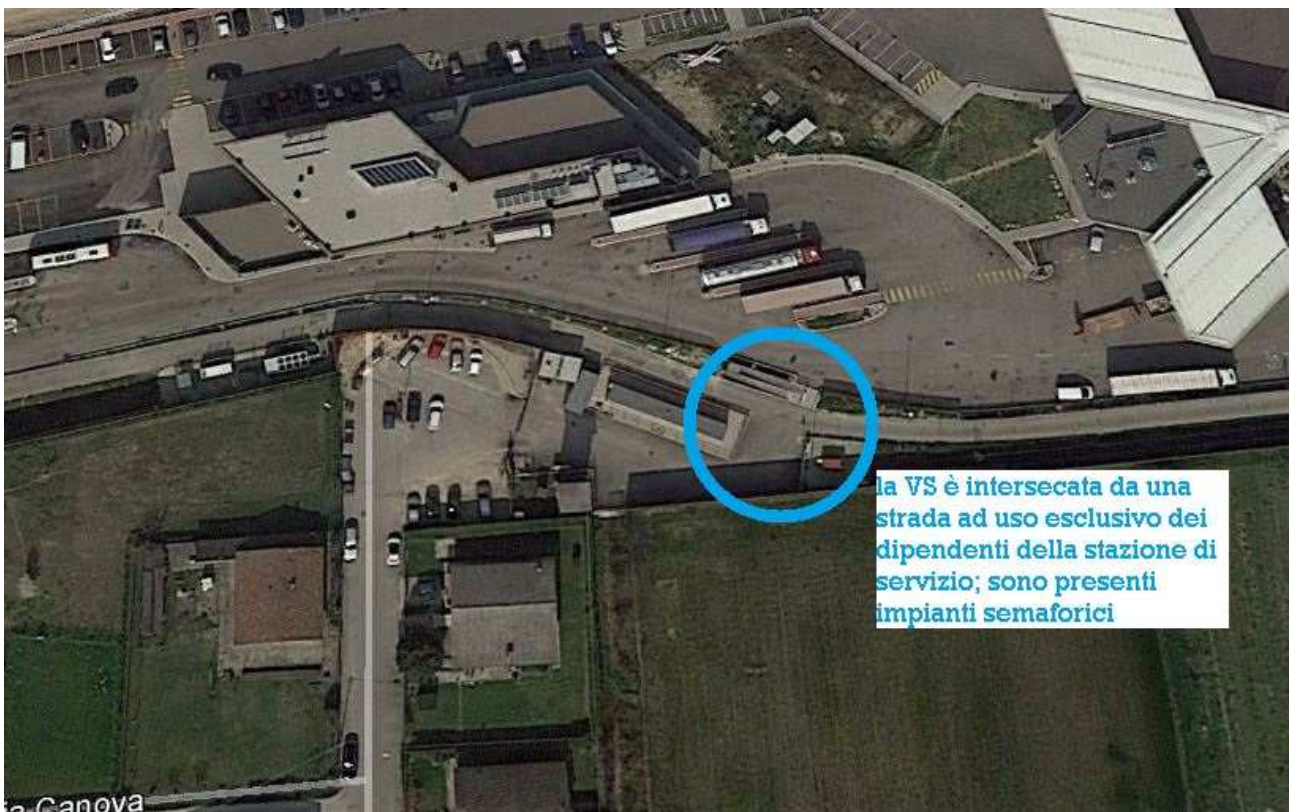 la VS è intersecata da una
strada ad uso esclusivo dei
dipendenti della stazione di
servizio; sono presenti
impianti semaforici
Canova